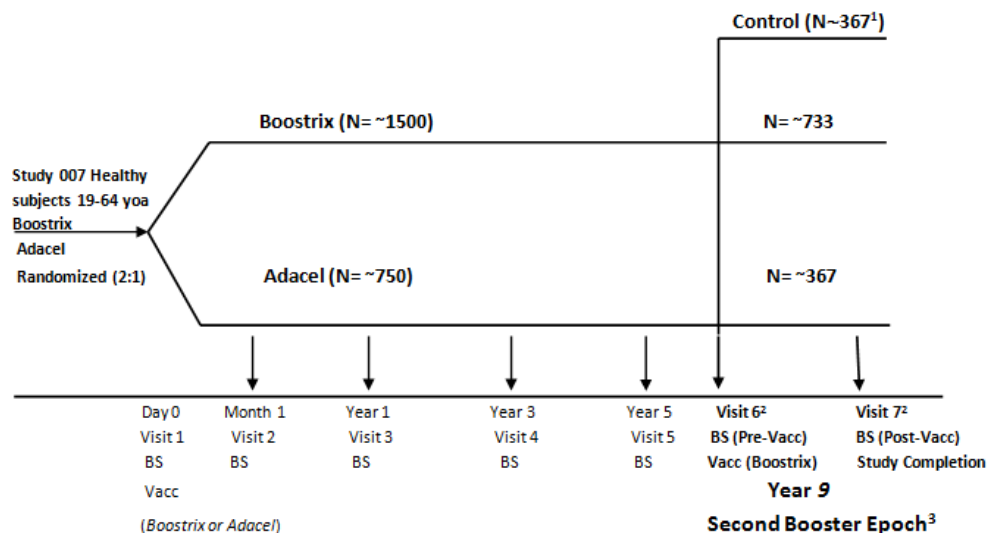 Control (N~367¹)
Boostrix (N= ~1500) N= ~733
Study 007 Healthy
subjects 19-64 yoa
Boostrix
Adacel
Randomized (2:1)
Adacel (N= ~750) N= ~367
Day 0 Month 1 Year 1 Year 3 Year 5 Visit 6² Visit 7²
Visit 1 Visit 2 Visit 3 Visit 4 Visit 5 BS (Pre-Vacc) BS (Post-Vacc)
BS BS BS BS BS Vacc (Boostrix) Study Completion
Vacc Year 9
(Boostrix or Adacel) Second Booster Epoch³